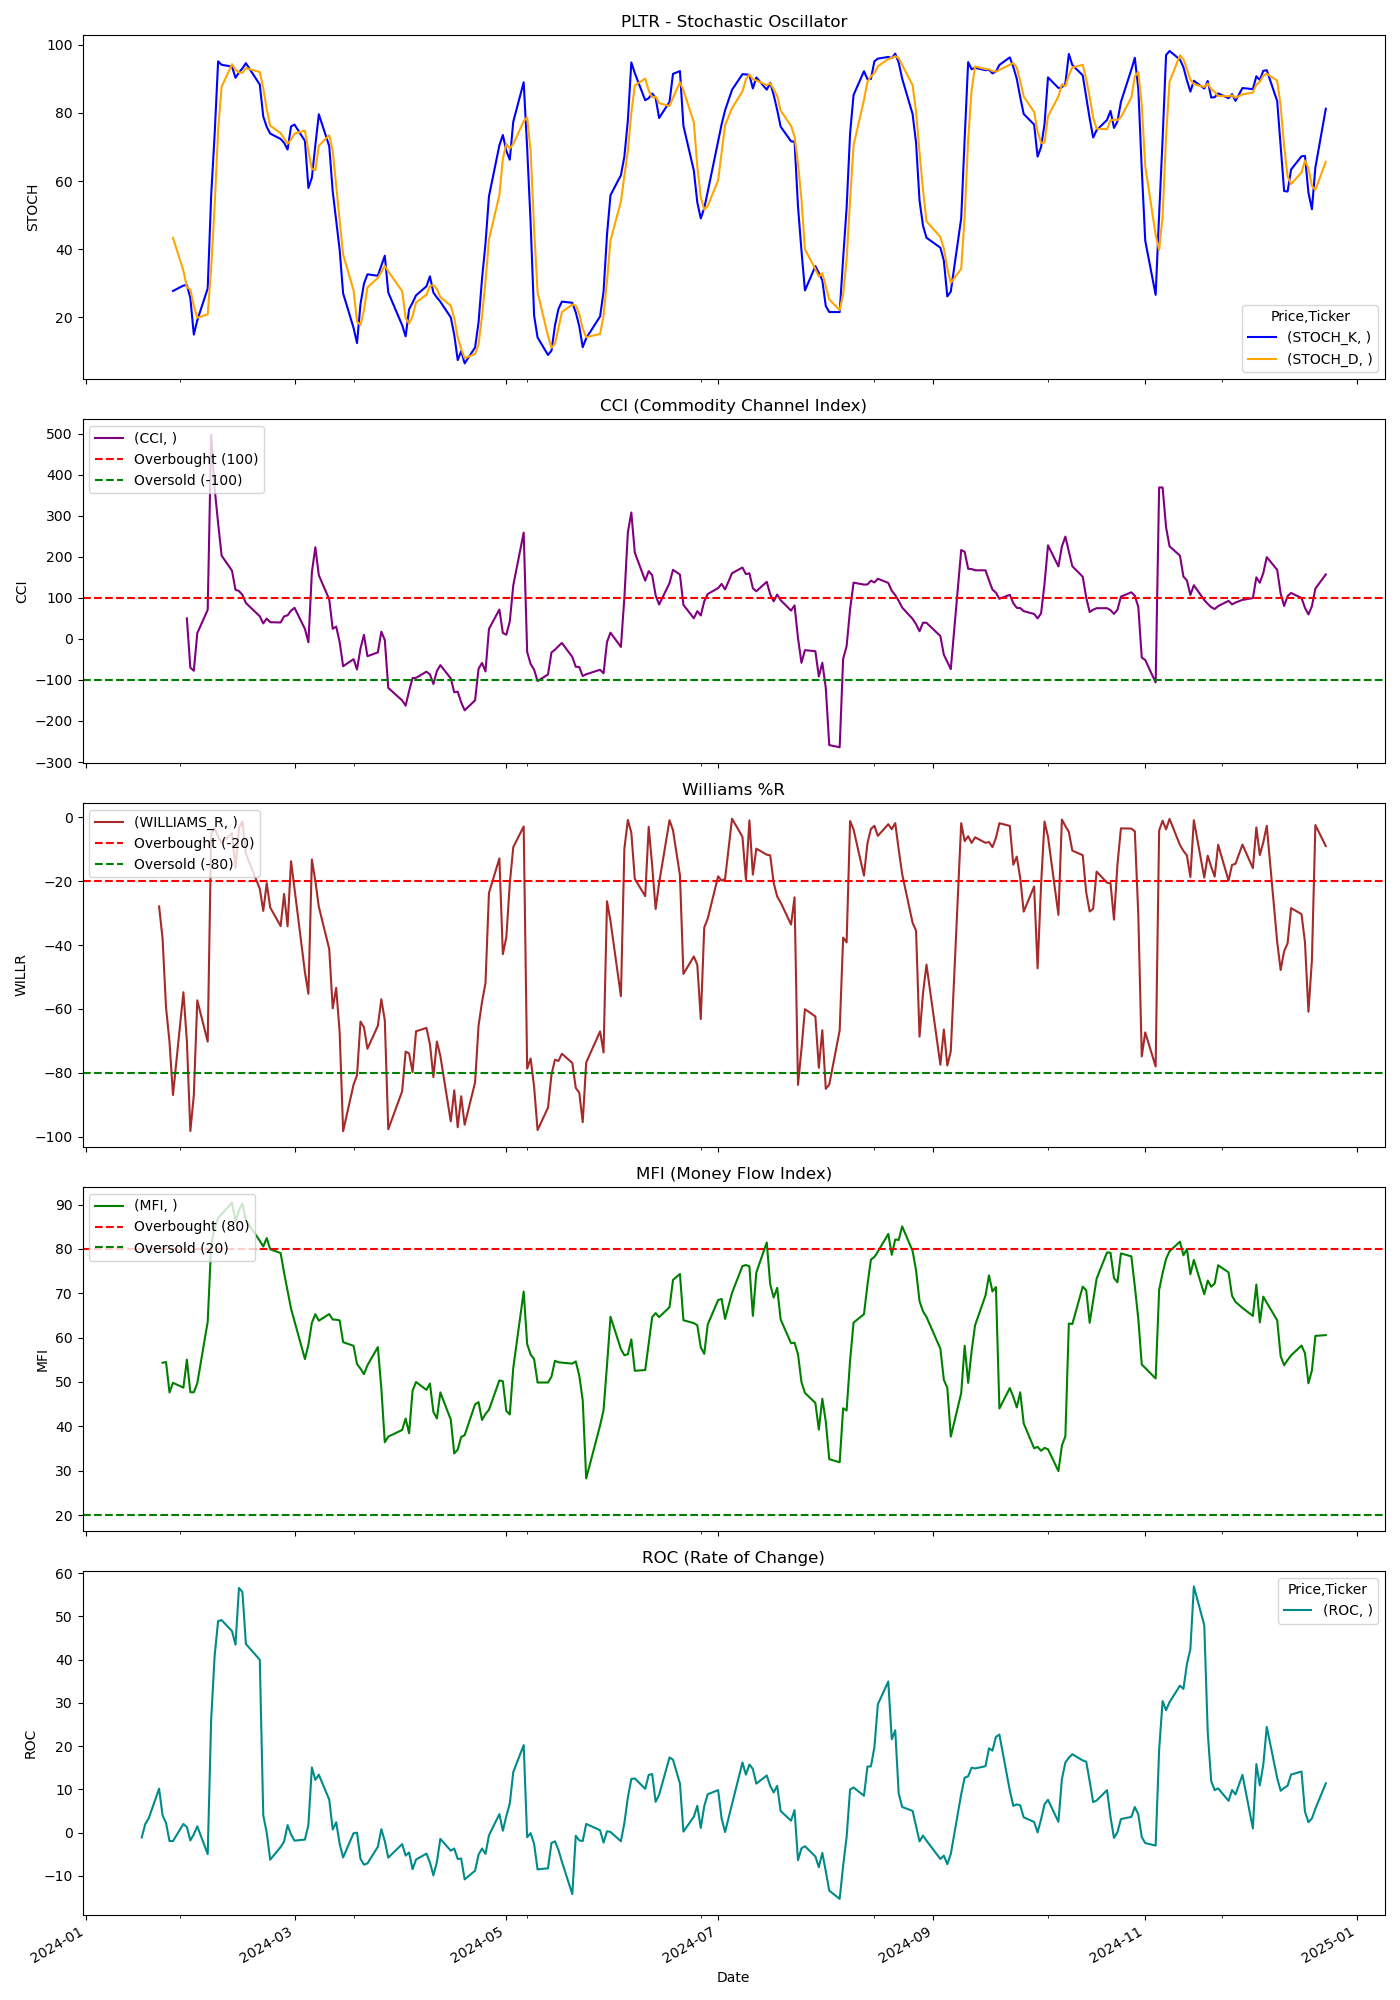 PLTR - Stochastic Oscillator
100
80
60
40
20
STOCH
Price,Ticker
(STOCH_K, )
(STOCH_D, )
CCI (Commodity Channel Index)
500
400
300
200
100
0
−100
−200
−300
CCI
(CCI, )
Overbought (100)
Oversold (-100)
Williams %R
0
−20
−40
−60
−80
−100
WILLR
(WILLIAMS_R, )
Overbought (-20)
Oversold (-80)
MFI (Money Flow Index)
90
80
70
60
50
40
30
20
MFI
(MFI, )
Overbought (80)
Oversold (20)
ROC (Rate of Change)
60
50
40
30
20
10
0
−10
ROC
Price,Ticker
(ROC, )
2024-01
2024-03
2024-05
2024-07
2024-09
2024-11
2025-01
Date